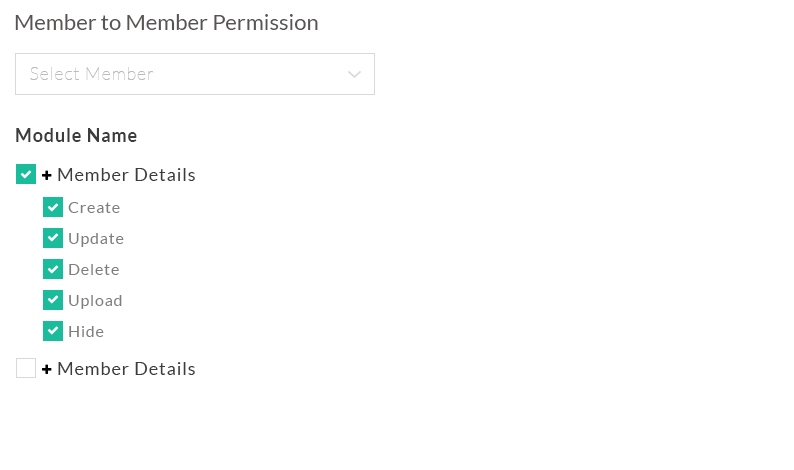 Member to Member Permission
Select Member
Module Name
+ Member Details
Create
Update
Delete
Upload
Hide
+ Member Details